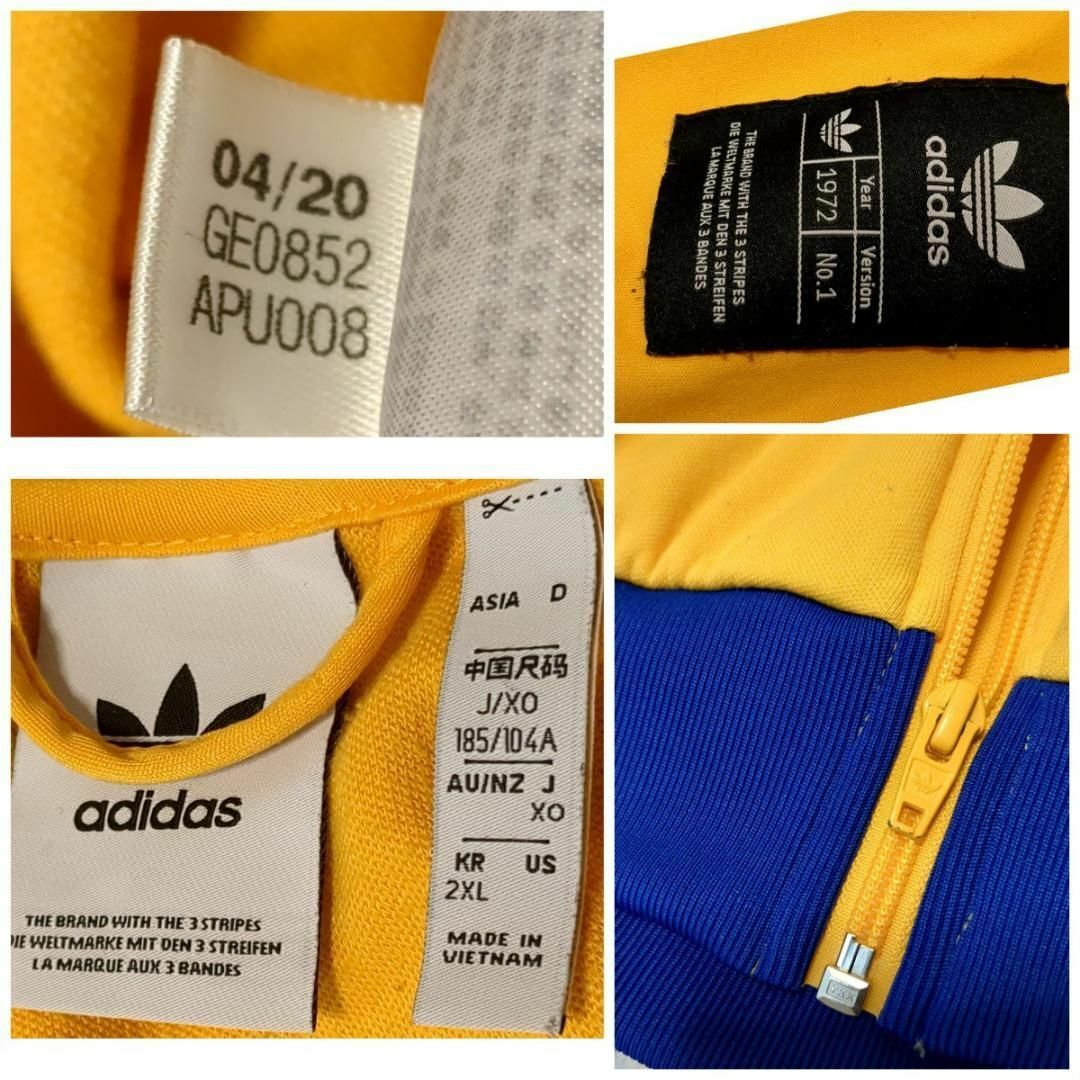 04/20
GE0852
APU008
adidas
Year Version
1972 No.1
THE BRAND WITH THE 3 STRIPES
DIE WELTMARKE MIT DEN 3 STREIFEN
LA MARQUE AUX 3 BANDES
adidas
THE BRAND WITH THE 3 STRIPES
DIE WELTMARKE MIT DEN 3 STREIFEN
LA MARQUE AUX 3 BANDES
ASIA D
中国尺码
J/XO
185/104A
AU/NZ J
XO
KR US
2XL
MADE IN
VIETNAM
YKK